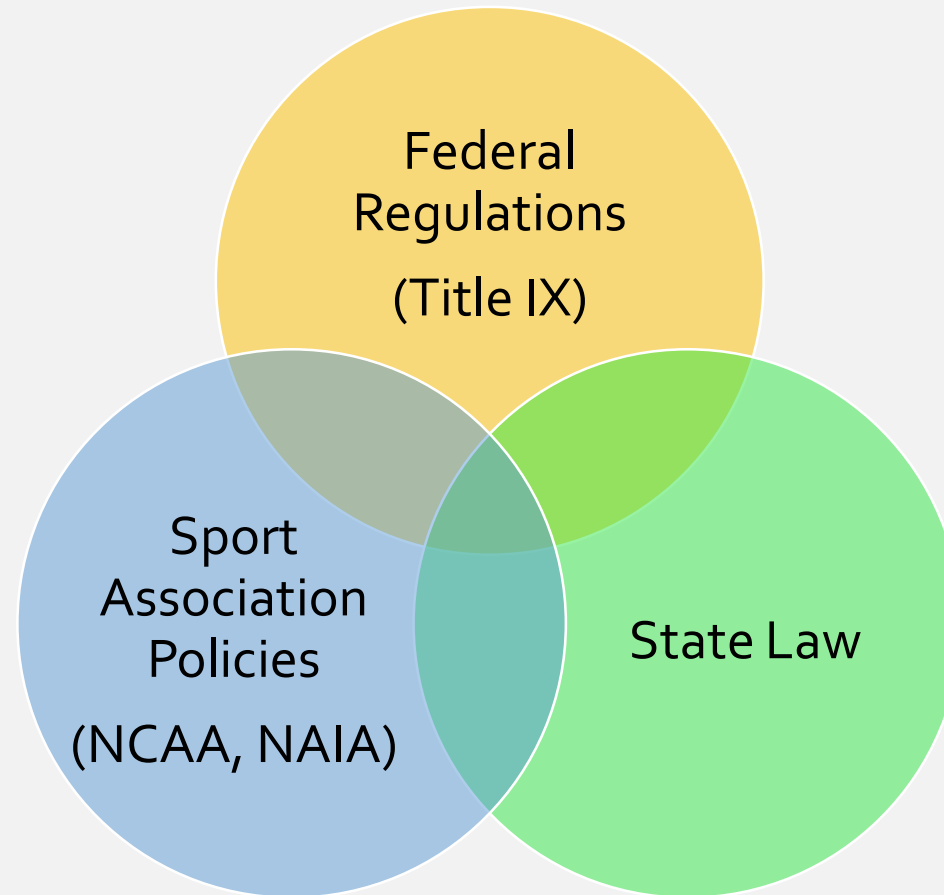 Federal
Regulations
(Title IX)
Sport
Association
Policies
(NCAA, NAIA)
State Law